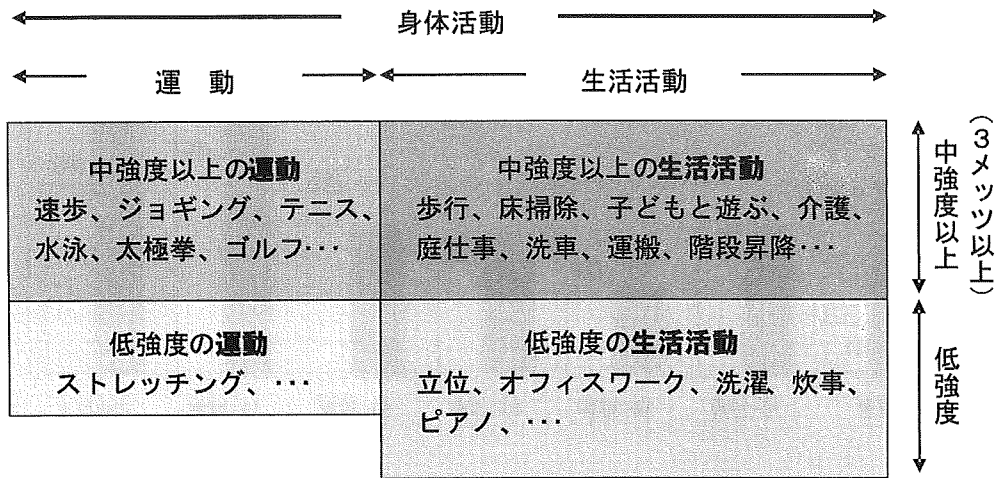 身体活動
運 動
生活活動
中強度以上の運動
速歩、ジョギング、テニス、
水泳、太極拳、ゴルフ･･･
中強度以上の生活活動
歩行、床掃除、子どもと遊ぶ、介護、
庭仕事、洗車、運搬、階段昇降･･･
中強度以上
（３メッツ以上）
低強度の運動
ストレッチング、･･･
低強度の生活活動
立位、オフィスワーク、洗濯、炊事、
ピアノ、･･･
低強度